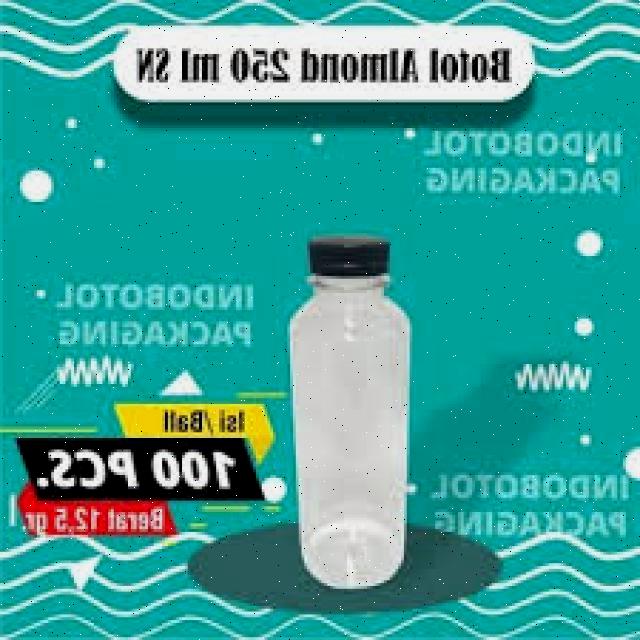 Botol Almond 250 ml SN
INDOBOTOL
PACKAGING
INDOBOTOL
PACKAGING
Isi/Ball
100 PCS.
Berat 12,5 gr
INDOBOTOL
PACKAGING